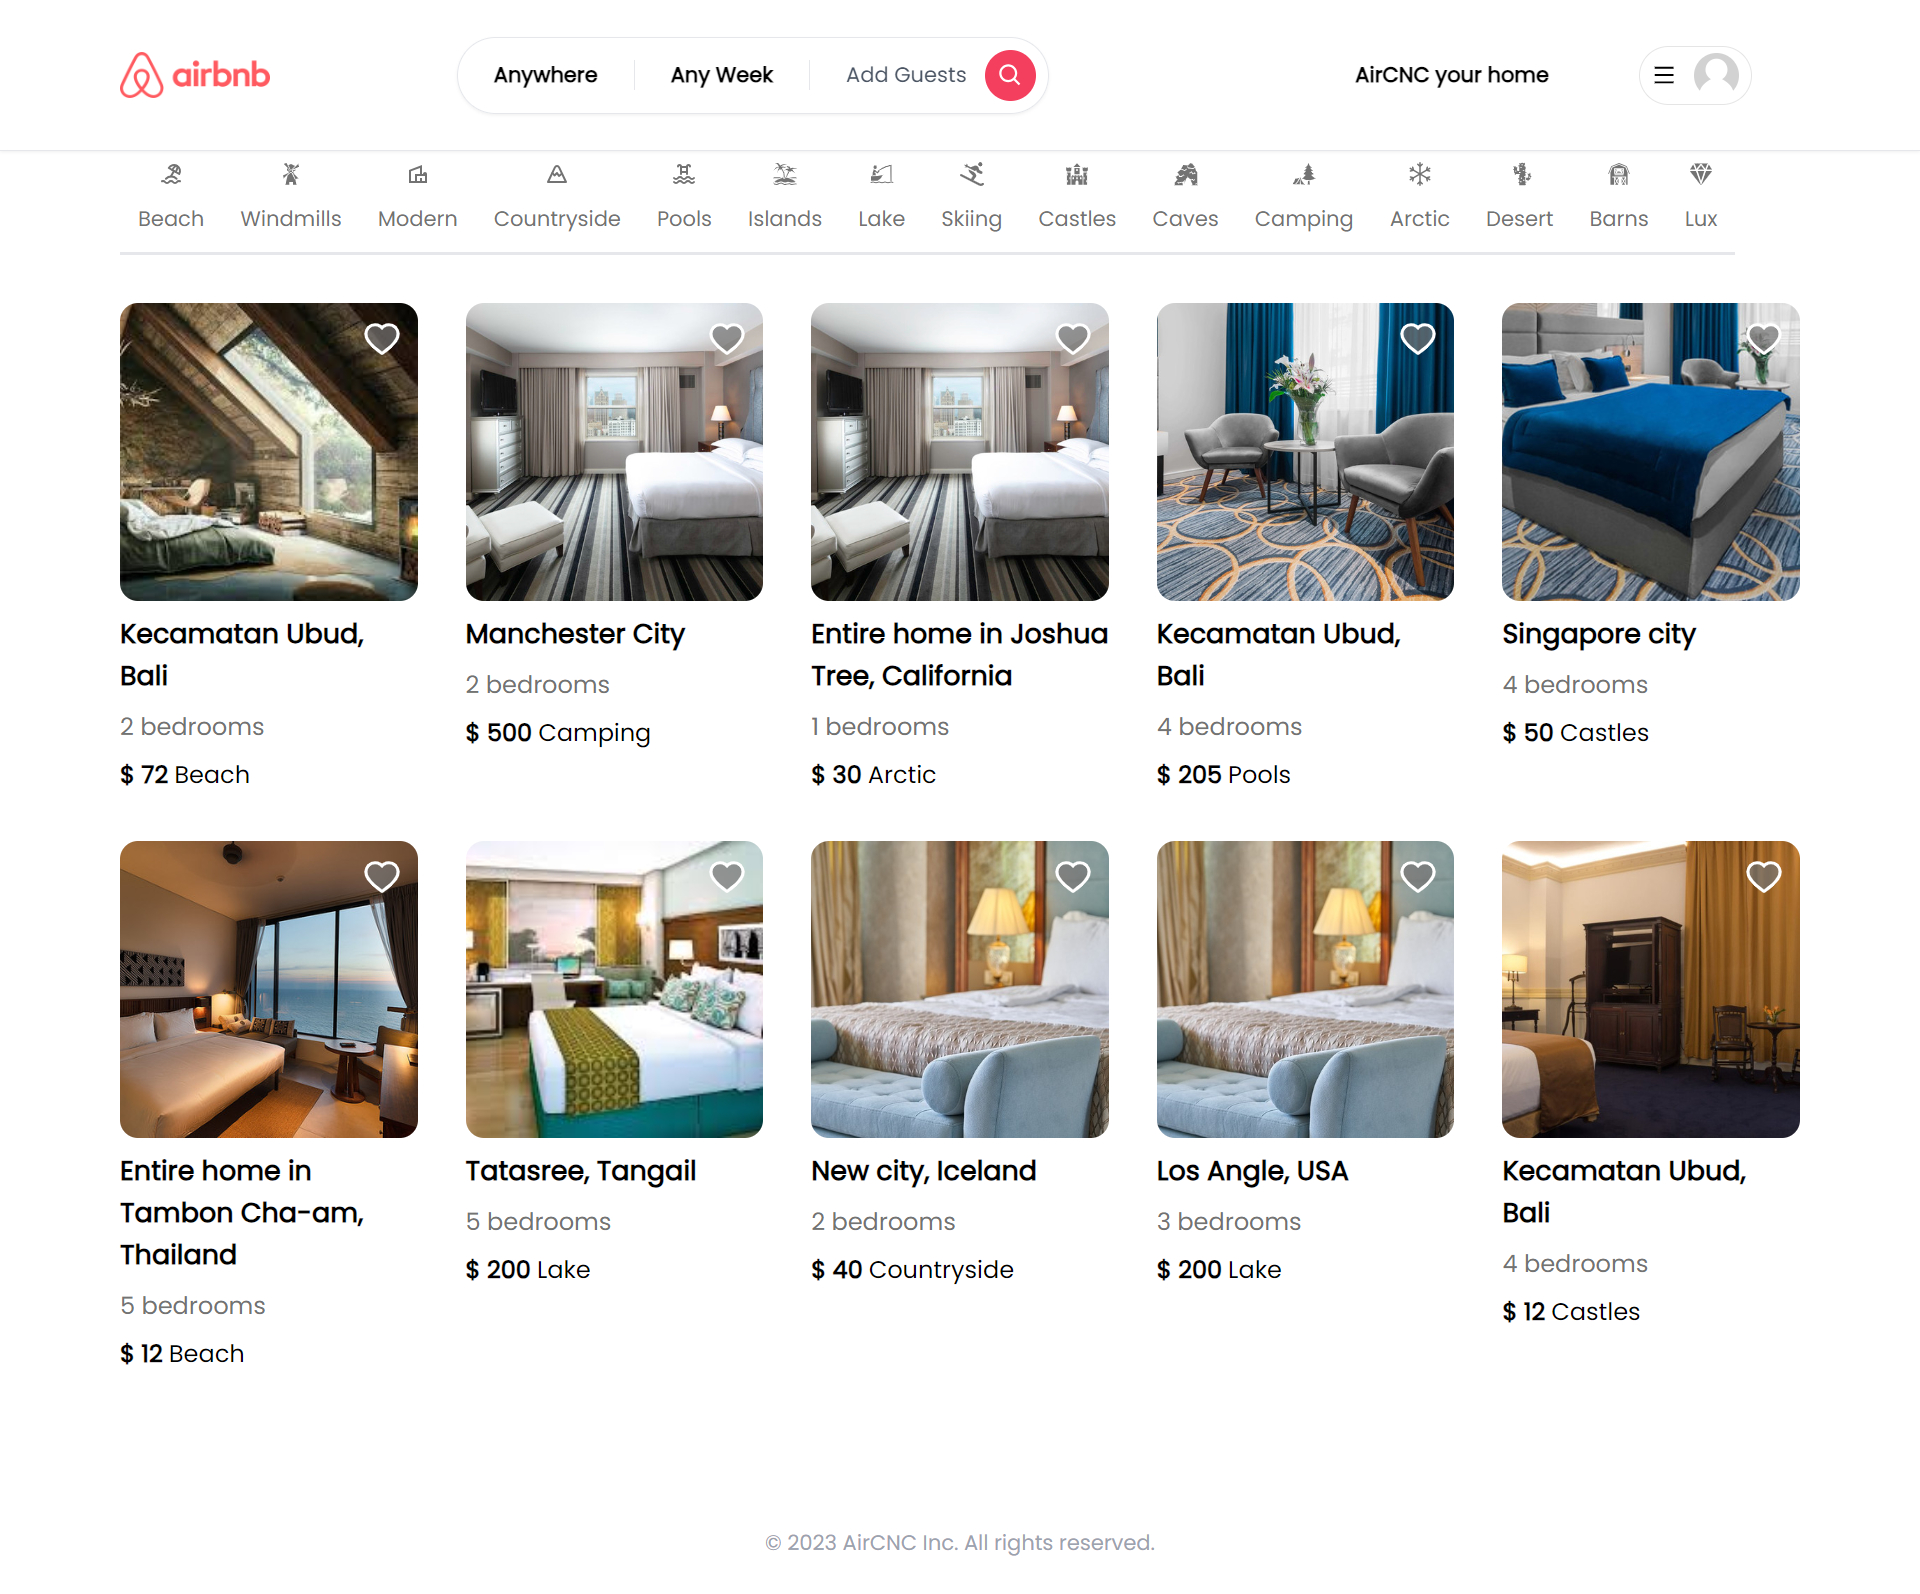 airbnb
Anywhere
Any Week
Add Guests
AirCNC your home
Beach
Windmills
Modern
Countryside
Pools
Islands
Lake
Skiing
Castles
Caves
Camping
Arctic
Desert
Barns
Lux
Kecamatan Ubud,
Bali
2 bedrooms
$ 72 Beach
Manchester City
2 bedrooms
$ 500 Camping
Entire home in Joshua
Tree, California
1 bedrooms
$ 30 Arctic
Kecamatan Ubud,
Bali
4 bedrooms
$ 205 Pools
Singapore city
4 bedrooms
$ 50 Castles
Entire home in
Tambon Cha-am,
Thailand
5 bedrooms
$ 12 Beach
Tatasree, Tangail
5 bedrooms
$ 200 Lake
New city, Iceland
2 bedrooms
$ 40 Countryside
Los Angle, USA
3 bedrooms
$ 200 Lake
Kecamatan Ubud,
Bali
4 bedrooms
$ 12 Castles
© 2023 AirCNC Inc. All rights reserved.